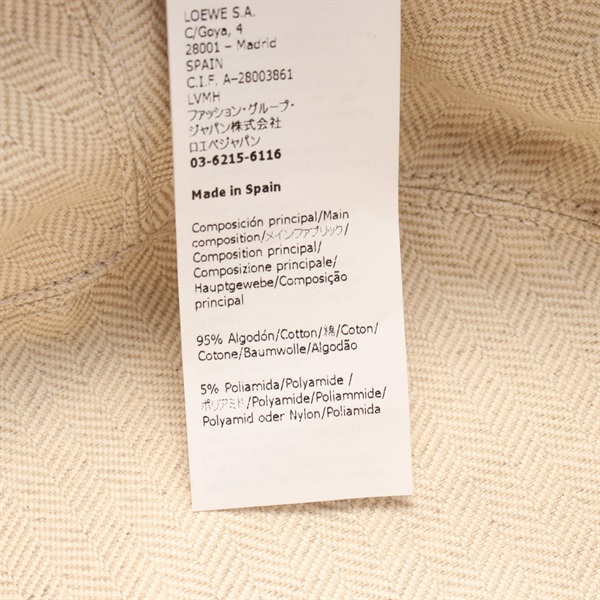 LOEWE S.A.
C/Goya, 4
28001 – Madrid
SPAIN
C.I.F. A–28003861
LVMH
ファッション・グループ・
ジャパン株式会社
ロエベジャパン
03-6215-6116
Made in Spain
Composición principal/Main
composition/メインファブリック/
Composition principal/
Composizione principale/
Hauptgewebe/Composição
principal
95% Algodón/Cotton/綿/Coton/
Cotone/Baumwolle/Algodão
5% Poliamida/Polyamide /
ポリアミド/Polyamide/Poliammide/
Polyamid oder Nylon/Poliamida